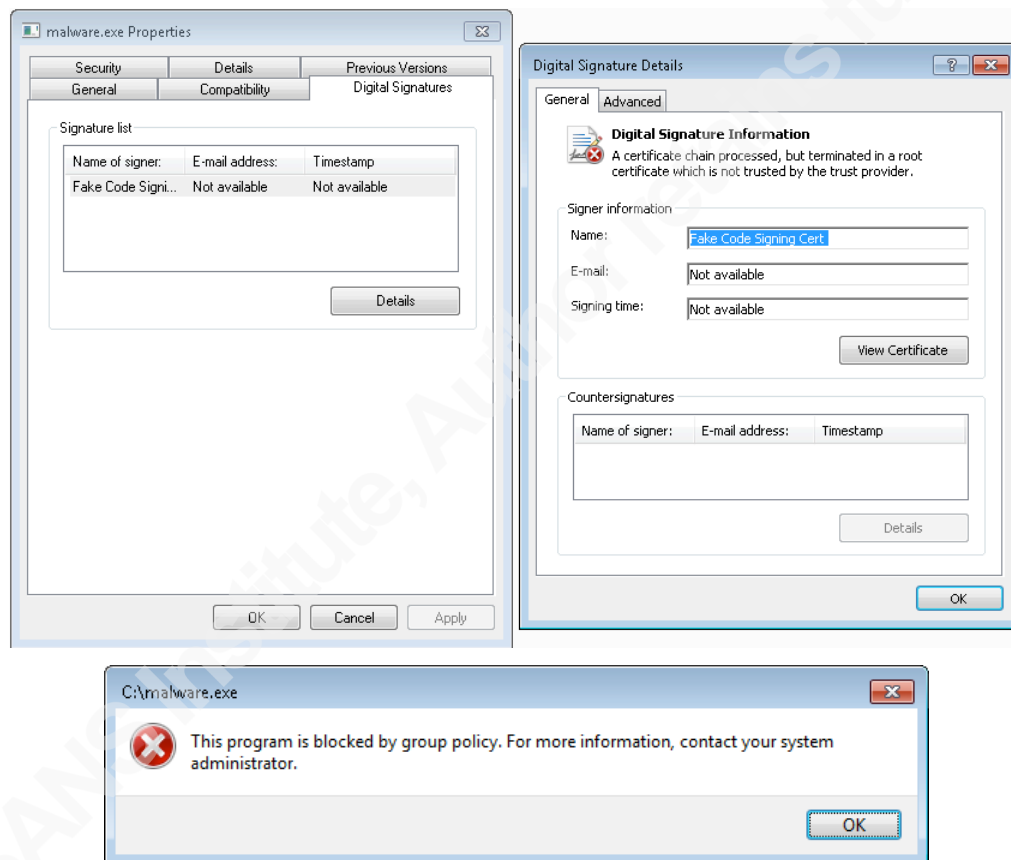 malware.exe Properties
Security Details Previous Versions
General Compatibility Digital Signatures
Signature list
Name of signer: E-mail address: Timestamp
Fake Code Signi... Not available Not available
Details
OK Cancel Apply
Digital Signature Details
General Advanced
Digital Signature Information
A certificate chain processed, but terminated in a root
certificate which is not trusted by the trust provider.
Signer information
Name: Fake Code Signing Cert
E-mail: Not available
Signing time: Not available
View Certificate
Countersignatures
Name of signer: E-mail address: Timestamp
Details
OK
C:\malware.exe
This program is blocked by group policy. For more information, contact your system
administrator.
OK